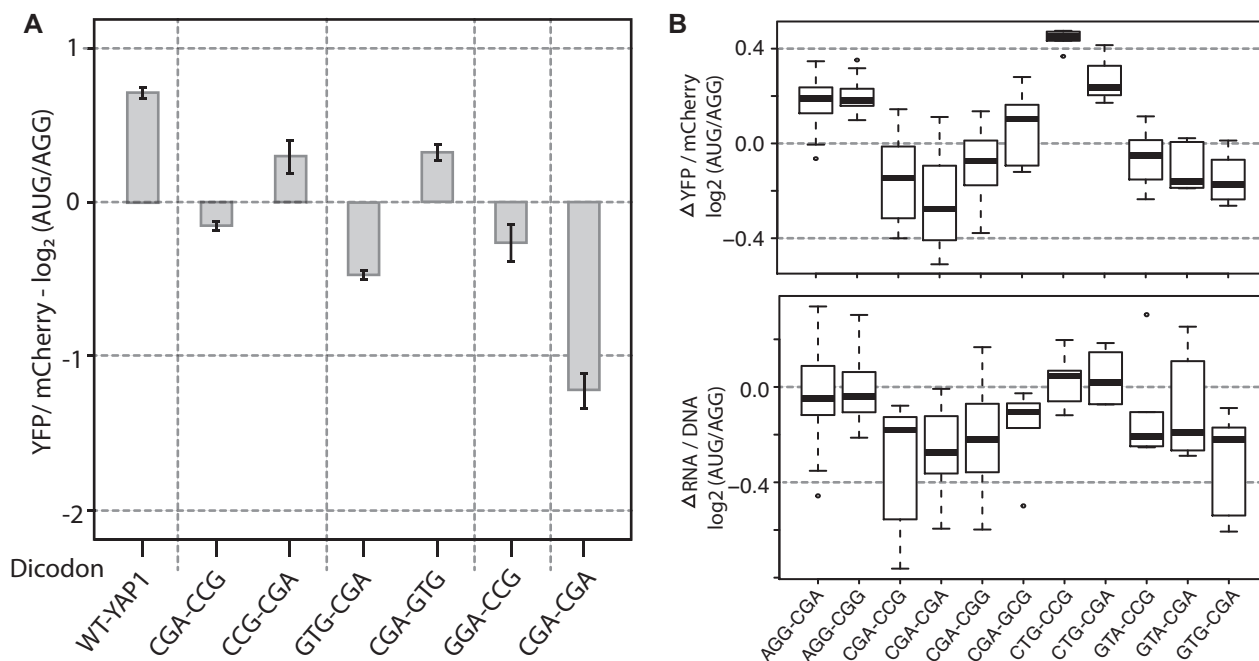 A
1
0
-1
-2
YFP/ mCherry - log₂ (AUG/AGG)
Dicodon
WT-YAP1
CGA-CCG
CCG-CGA
GTG-CGA
CGA-GTG
GGA-CCG
CGA-CGA
B
0.4
0.0
−0.4
ΔYFP / mCherry
log2 (AUG/AGG)
0.0
−0.4
ΔRNA / DNA
log2 (AUG/AGG)
AGG-CGA
AGG-CGG
CGA-CCG
CGA-CGA
CGA-CGG
CGA-GCG
CTG-CCG
CTG-CGA
GTA-CCG
GTA-CGA
GTG-CGA